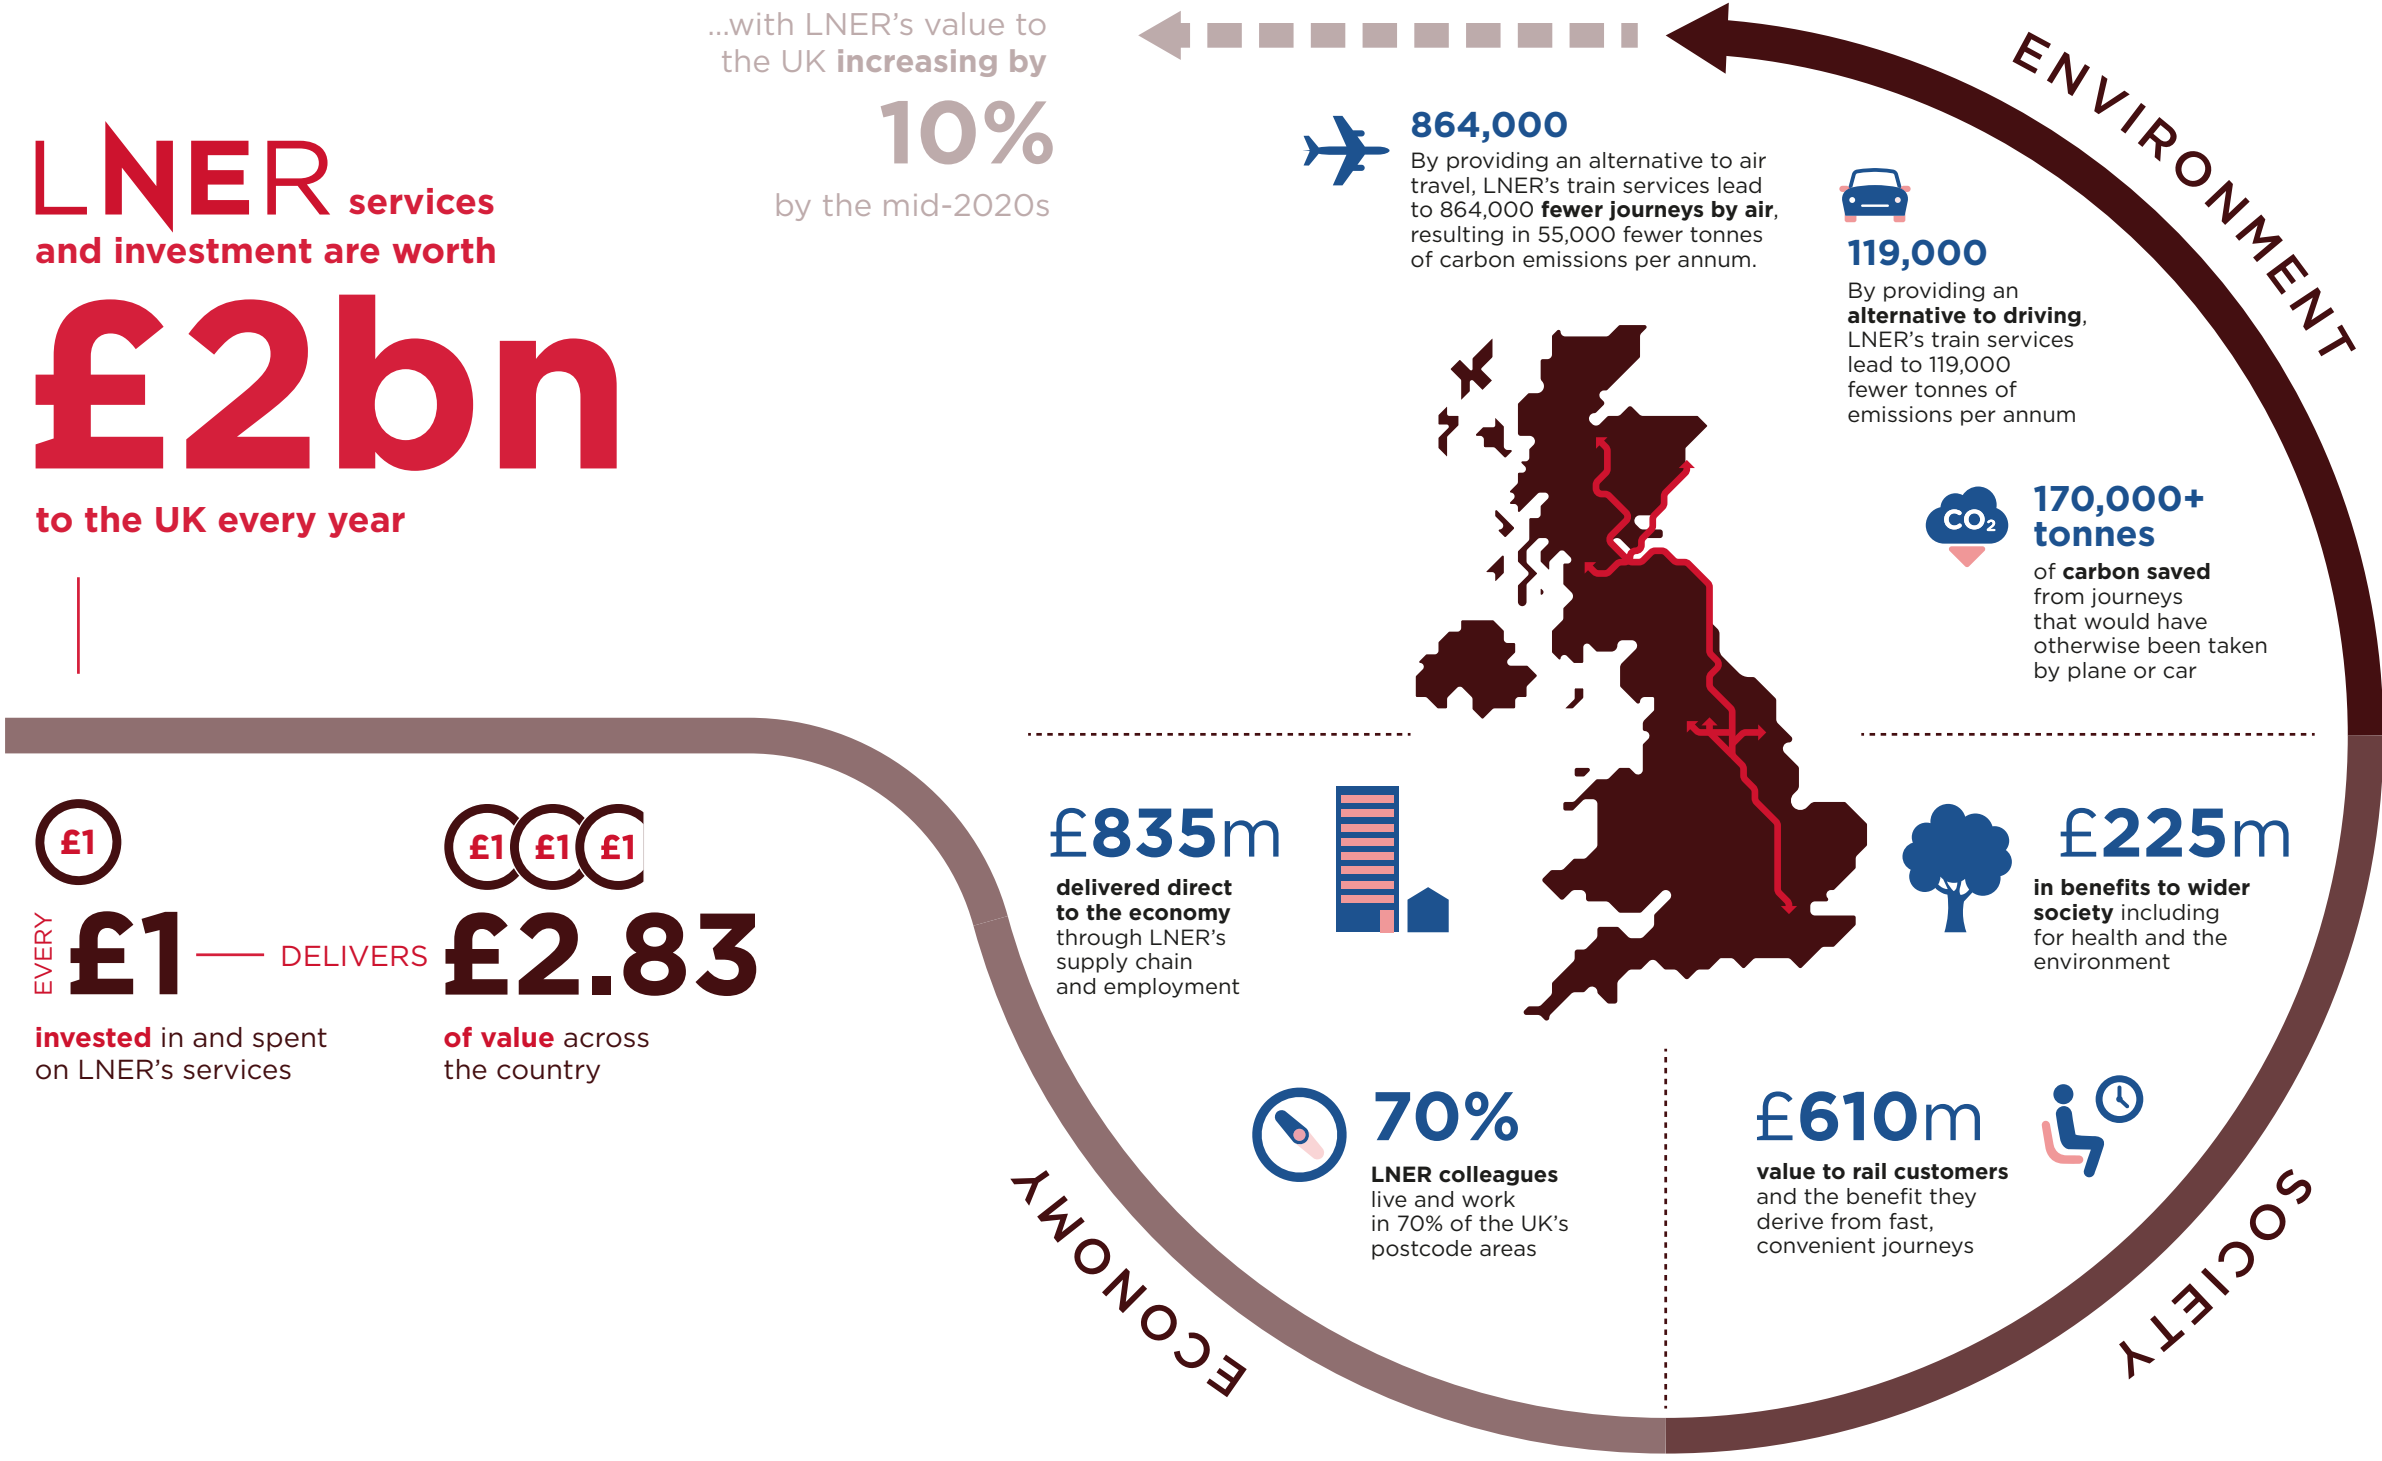 LNER services
and investment are worth
£2bn
to the UK every year
...with LNER’s value to
the UK increasing by
10%
by the mid-2020s
£1
EVERY £1 DELIVERS
invested in and spent
on LNER’s services
£1 £1 £1
£2.83
of value across
the country
ECONOMY
£835m
delivered direct
to the economy
through LNER’s
supply chain
and employment
70%
LNER colleagues
live and work
in 70% of the UK’s
postcode areas
SOCIETY
£610m
value to rail customers
and the benefit they
derive from fast,
convenient journeys
£225m
in benefits to wider
society including
for health and the
environment
ENVIRONMENT
864,000
By providing an alternative to air
travel, LNER’s train services lead
to 864,000 fewer journeys by air,
resulting in 55,000 fewer tonnes
of carbon emissions per annum.
119,000
By providing an
alternative to driving,
LNER’s train services
lead to 119,000
fewer tonnes of
emissions per annum
CO₂
170,000+
tonnes
of carbon saved
from journeys
that would have
otherwise been taken
by plane or car